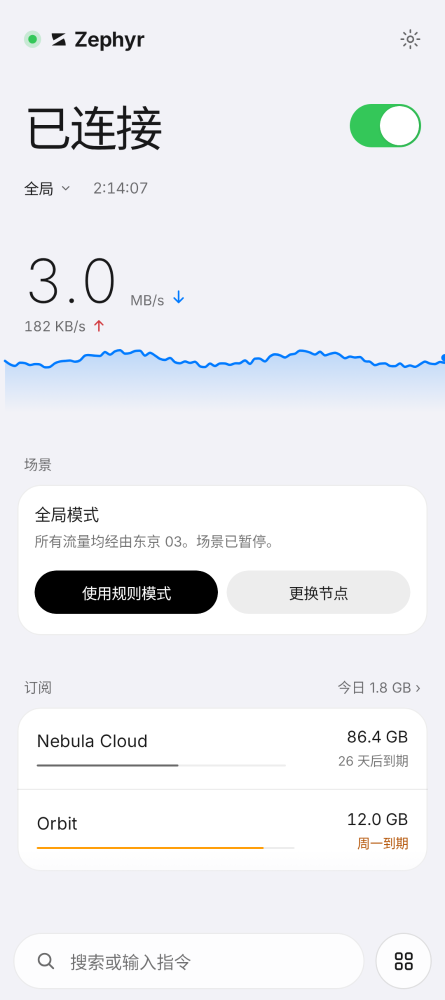 Zephyr
已连接
全局
2:14:07
3.0 MB/s ↓
182 KB/s ↑
场景
全局模式
所有流量均经由东京 03。场景已暂停。
使用规则模式
更换节点
订阅
今日 1.8 GB ›
Nebula Cloud
86.4 GB
26 天后到期
Orbit
12.0 GB
周一到期
搜索或输入指令